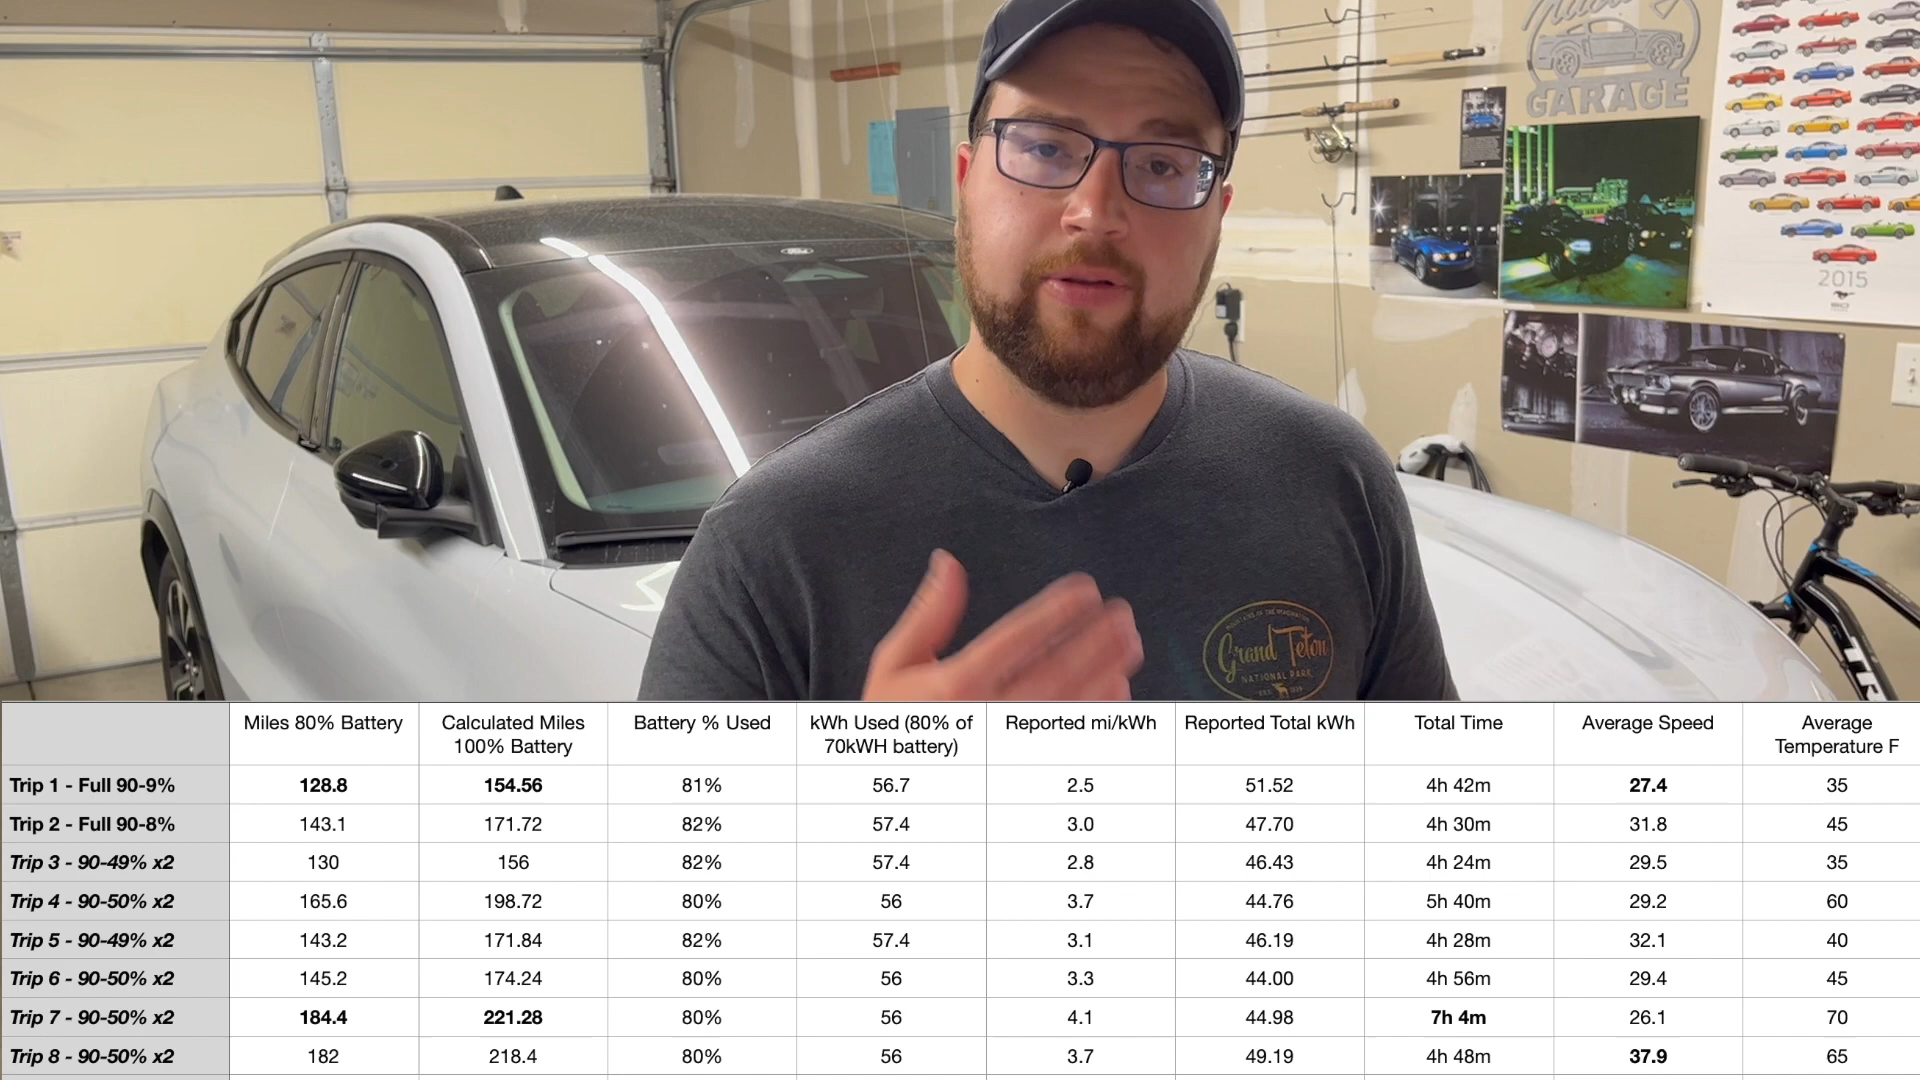 GARAGE
2015
Grand Teton
NATIONAL PARK
Miles 80% Battery
Calculated Miles 100% Battery
Battery % Used
kWh Used (80% of 70kWH battery)
Reported mi/kWh
Reported Total kWh
Total Time
Average Speed
Average Temperature F
Trip 1 - Full 90-9% 128.8 154.56 81% 56.7 2.5 51.52 4h 42m 27.4 35
Trip 2 - Full 90-8% 143.1 171.72 82% 57.4 3.0 47.70 4h 30m 31.8 45
Trip 3 - 90-49% x2 130 156 82% 57.4 2.8 46.43 4h 24m 29.5 35
Trip 4 - 90-50% x2 165.6 198.72 80% 56 3.7 44.76 5h 40m 29.2 60
Trip 5 - 90-49% x2 143.2 171.84 82% 57.4 3.1 46.19 4h 28m 32.1 40
Trip 6 - 90-50% x2 145.2 174.24 80% 56 3.3 44.00 4h 56m 29.4 45
Trip 7 - 90-50% x2 184.4 221.28 80% 56 4.1 44.98 7h 4m 26.1 70
Trip 8 - 90-50% x2 182 218.4 80% 56 3.7 49.19 4h 48m 37.9 65